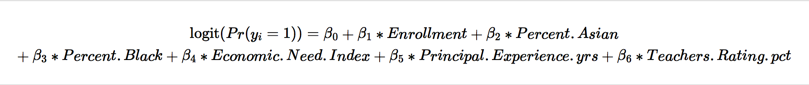 logit(Pr(yᵢ = 1)) = β₀ + β₁ ∗ Enrollment + β₂ ∗ Percent. Asian
+ β₃ ∗ Percent. Black + β₄ ∗ Economic. Need. Index + β₅ ∗ Principal. Experience. yrs + β₆ ∗ Teachers. Rating. pct